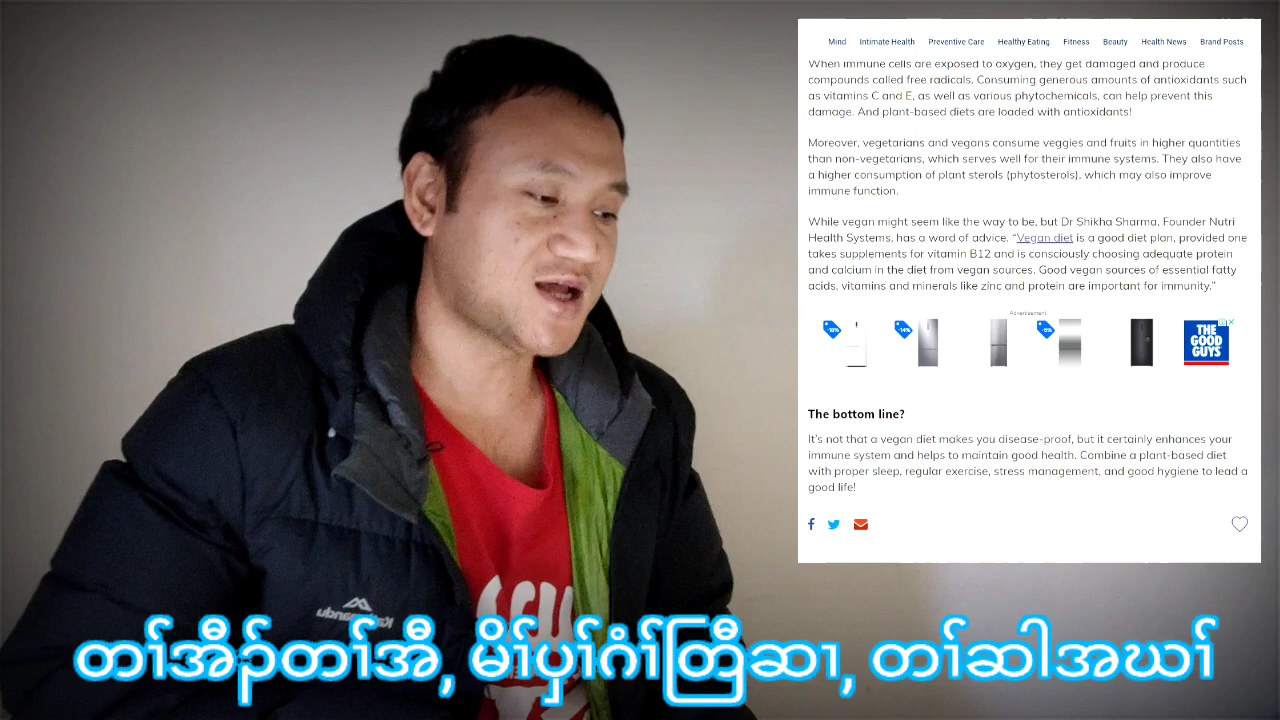 Mind Intimate Health Preventive Care Healthy Eating Fitness Beauty Health News Brand Posts
When immune cells are exposed to oxygen, they get damaged and produce
compounds called free radicals. Consuming generous amounts of antioxidants such
as vitamins C and E, as well as various phytochemicals, can help prevent this
damage. And plant-based diets are loaded with antioxidants!
Moreover, vegetarians and vegans consume veggies and fruits in higher quantities
than non-vegetarians, which serves well for their immune systems. They also have
a higher consumption of plant sterols (phytosterols), which may also improve
immune function.
While vegan might seem like the way to be, but Dr Shikha Sharma, Founder Nutri
Health Systems, has a word of advice. “Vegan diet is a good diet plan, provided one
takes supplements for vitamin B12 and is consciously choosing adequate protein
and calcium in the diet from vegan sources. Good vegan sources of essential fatty
acids, vitamins and minerals like zinc and protein are important for immunity.”
Advertisement
-10% -14% -5%
THE
GOOD
GUYS
The bottom line?
It’s not that a vegan diet makes you disease-proof, but it certainly enhances your
immune system and helps to maintain good health. Combine a plant-based diet
with proper sleep, regular exercise, stress management, and good hygiene to lead a
good life!
Kathmandu
တၢ်အီၣ်တၢ်အီ, မိၢ်ပှၢ်ဂံၢ်တြီဆၢ, တၢ်ဆါအဃၢ်